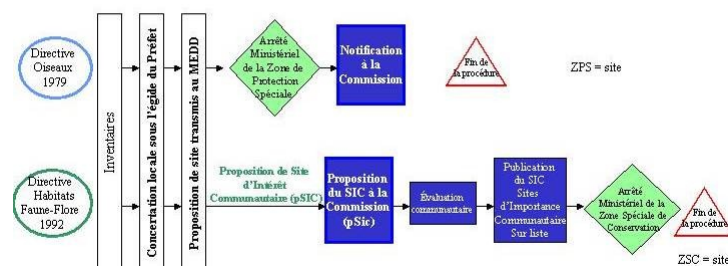 Directive
Oiseaux
1979
Inventaires
Concertation locale sous l'égide du Préfet
Proposition de site transmis au MEDD
Arrêté
Ministériel
de la Zone de
Protection
Spéciale
Notification
à la
Commission
Fin de
la procédure
ZPS = site
Directive
Habitats
Faune-Flore
1992
Proposition de Site
d'Intérêt
Communautaire (pSIC)
Proposition
du SIC à la
Commission
(pSic)
Évaluation
communautaire
Publication
du SIC
Sites
d'Importance
Communautaire
Sur liste
Arrêté
Ministériel de la
Zone Spéciale de
Conservation
Fin de
la procédure
ZSC = site